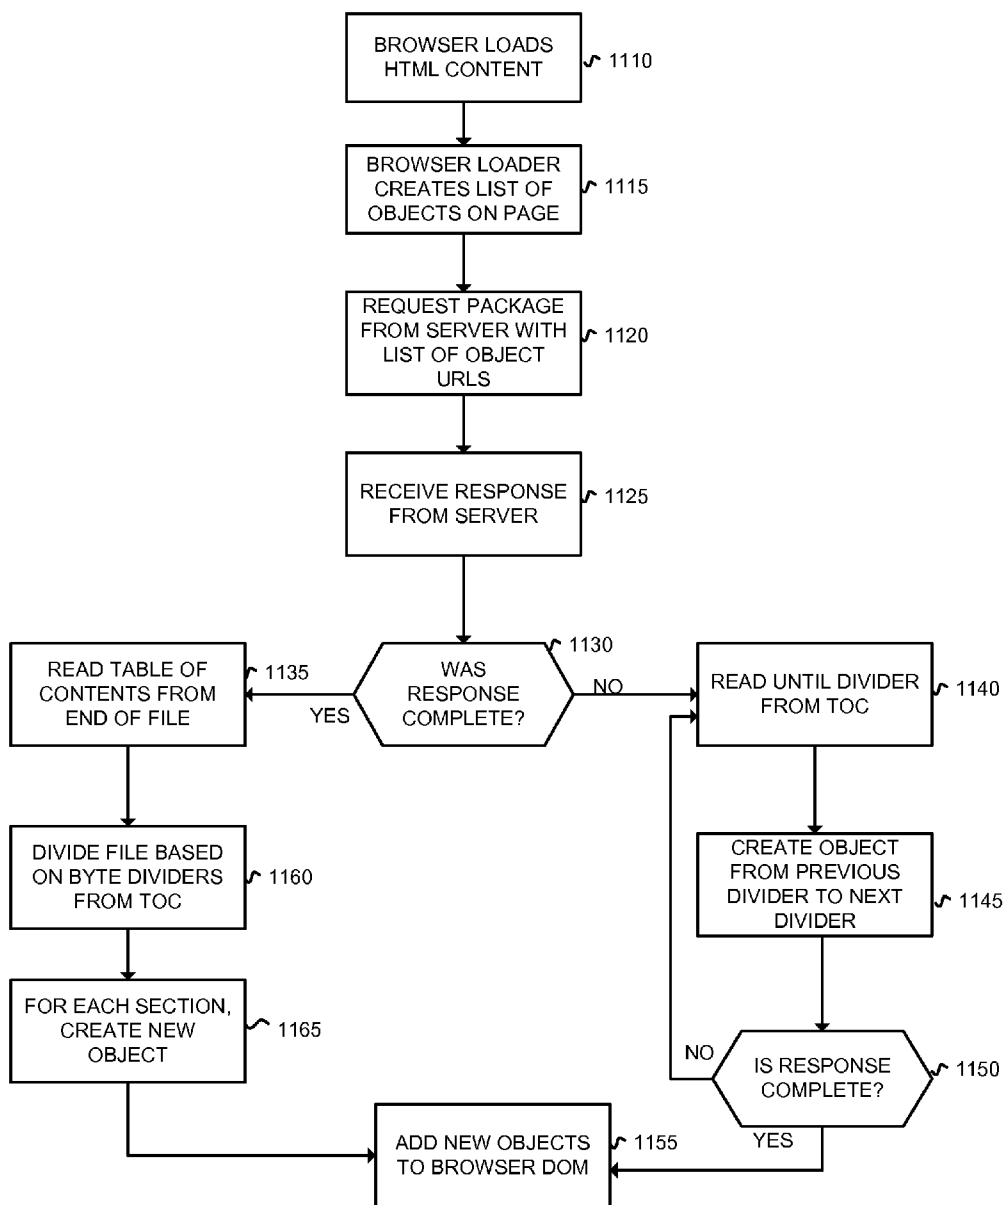 BROWSER LOADS
HTML CONTENT
1110
BROWSER LOADER
CREATES LIST OF
OBJECTS ON PAGE
1115
REQUEST PACKAGE
FROM SERVER WITH
LIST OF OBJECT
URLS
1120
RECEIVE RESPONSE
FROM SERVER
1125
WAS
RESPONSE
COMPLETE?
1130
YES
NO
READ TABLE OF
CONTENTS FROM
END OF FILE
1135
READ UNTIL DIVIDER
FROM TOC
1140
DIVIDE FILE BASED
ON BYTE DIVIDERS
FROM TOC
1160
CREATE OBJECT
FROM PREVIOUS
DIVIDER TO NEXT
DIVIDER
1145
FOR EACH SECTION,
CREATE NEW
OBJECT
1165
IS RESPONSE
COMPLETE?
1150
NO
YES
ADD NEW OBJECTS
TO BROWSER DOM
1155